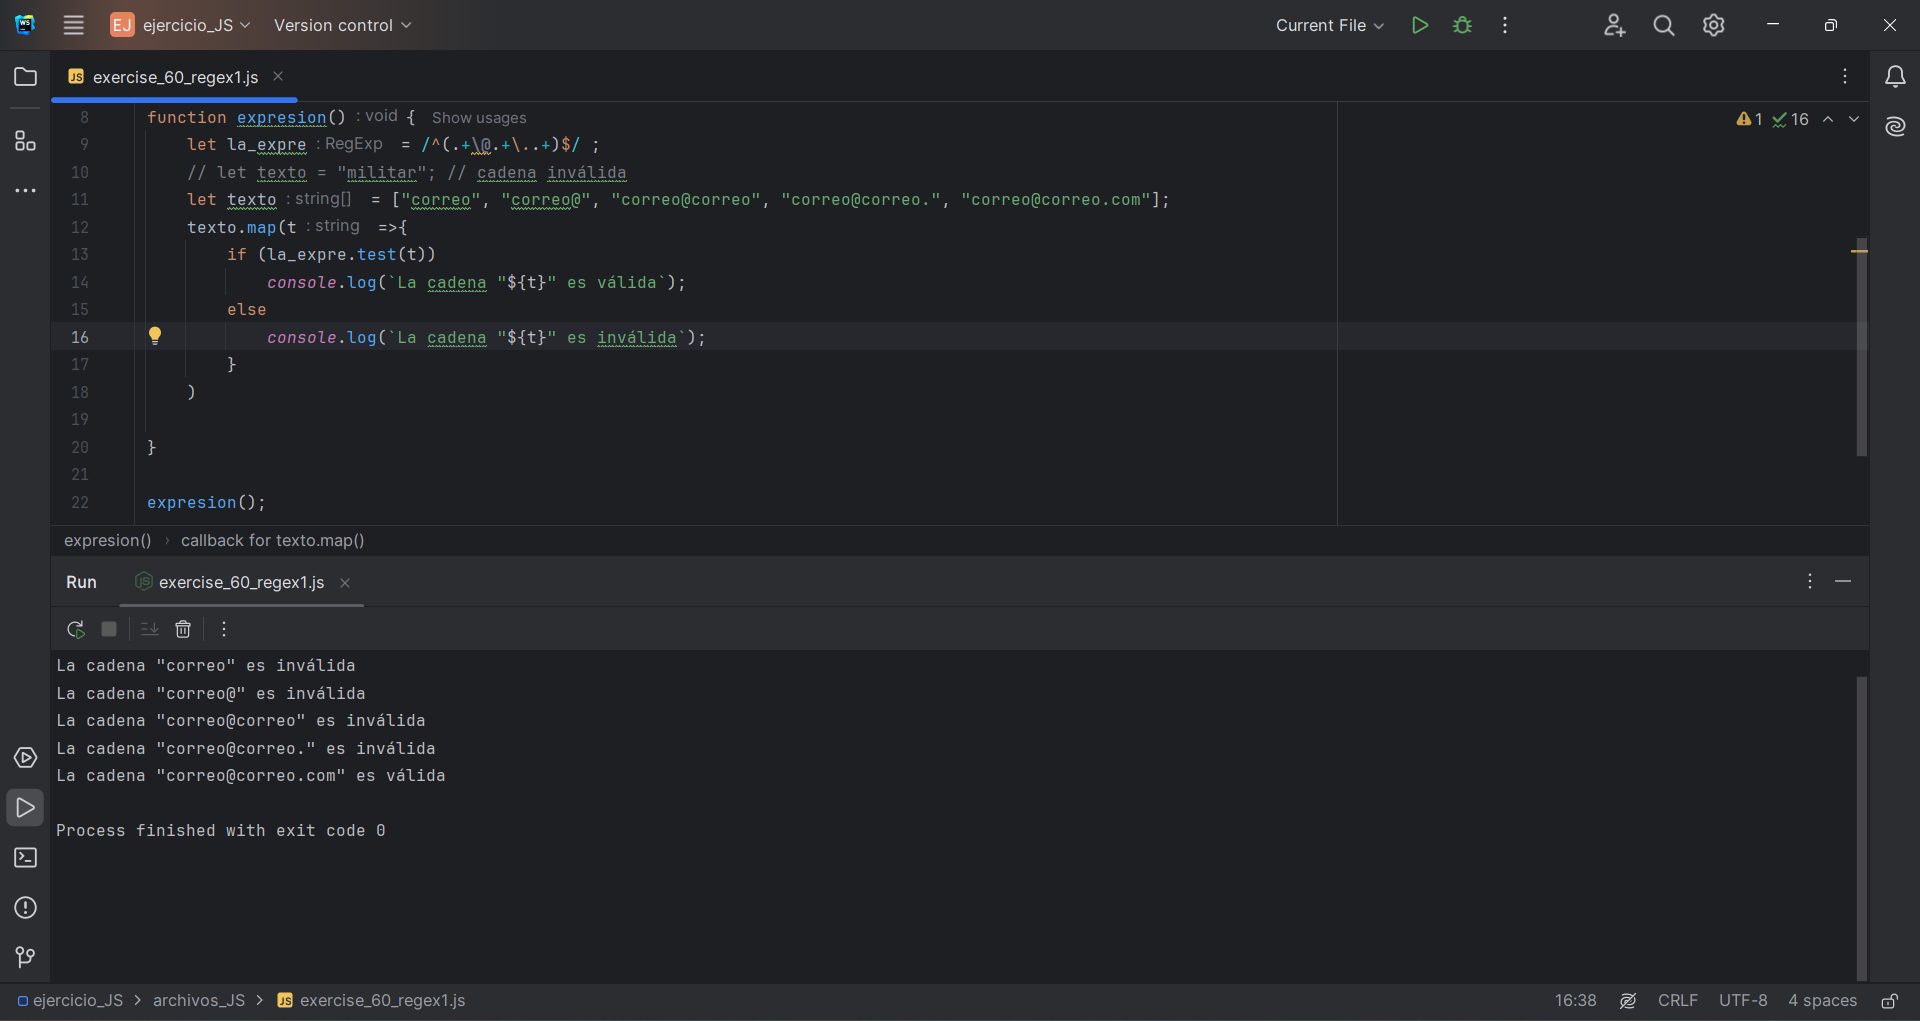 WS
EJ ejercicio_JS Version control Current File
JS exercise_60_regex1.js
8 function expresion() : void { Show usages
9 let la_expre : RegExp = /^(.+\@.+\..+)$/ ;
10 // let texto = "militar"; // cadena inválida
11 let texto : string[] = ["correo", "correo@", "correo@correo", "correo@correo.", "correo@correo.com"];
12 texto.map(t : string =>{
13 if (la_expre.test(t))
14 console.log(`La cadena "${t}" es válida`);
15 else
16 console.log(`La cadena "${t}" es inválida`);
17 }
18 )
19
20 }
21
22 expresion();
1 16
expresion() › callback for texto.map()
Run JS exercise_60_regex1.js
La cadena "correo" es inválida
La cadena "correo@" es inválida
La cadena "correo@correo" es inválida
La cadena "correo@correo." es inválida
La cadena "correo@correo.com" es válida
Process finished with exit code 0
ejercicio_JS > archivos_JS > JS exercise_60_regex1.js 16:38 CRLF UTF-8 4 spaces